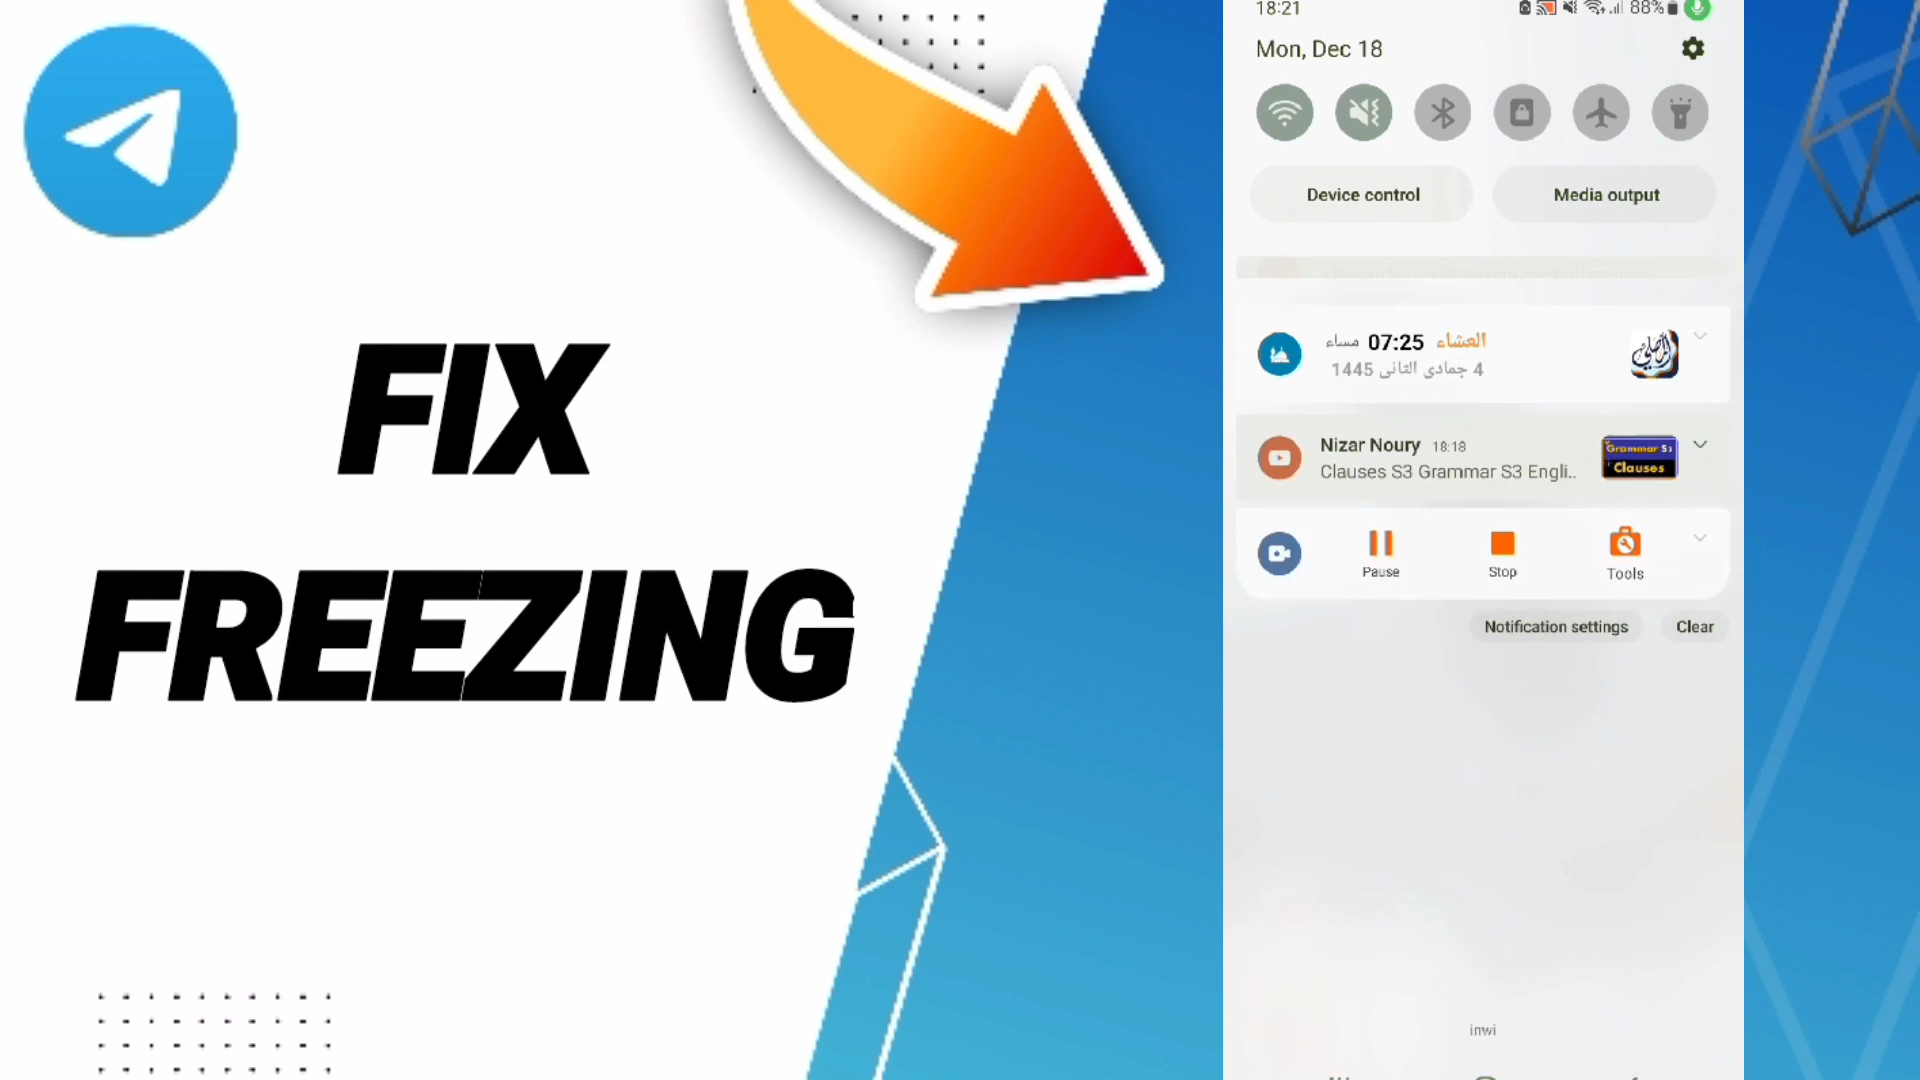 FIX
FREEZING
18:21
88%
Mon, Dec 18
Device control
Media output
العشاء 07:25 مساء
4 جمادى الثاني 1445
Nizar Noury 18:18
Clauses S3 Grammar S3 Engli..
Grammar S3
Clauses
Pause
Stop
Tools
Notification settings
Clear
inwi